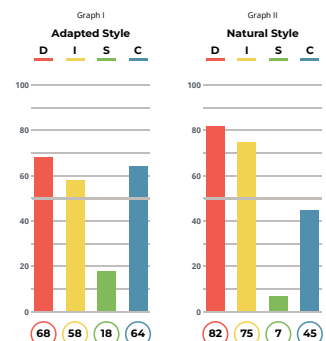 Graph I
Adapted Style
D I S C
100
80
60
40
20
0
68 58 18 64
Graph II
Natural Style
D I S C
100
80
60
40
20
0
82 75 7 45